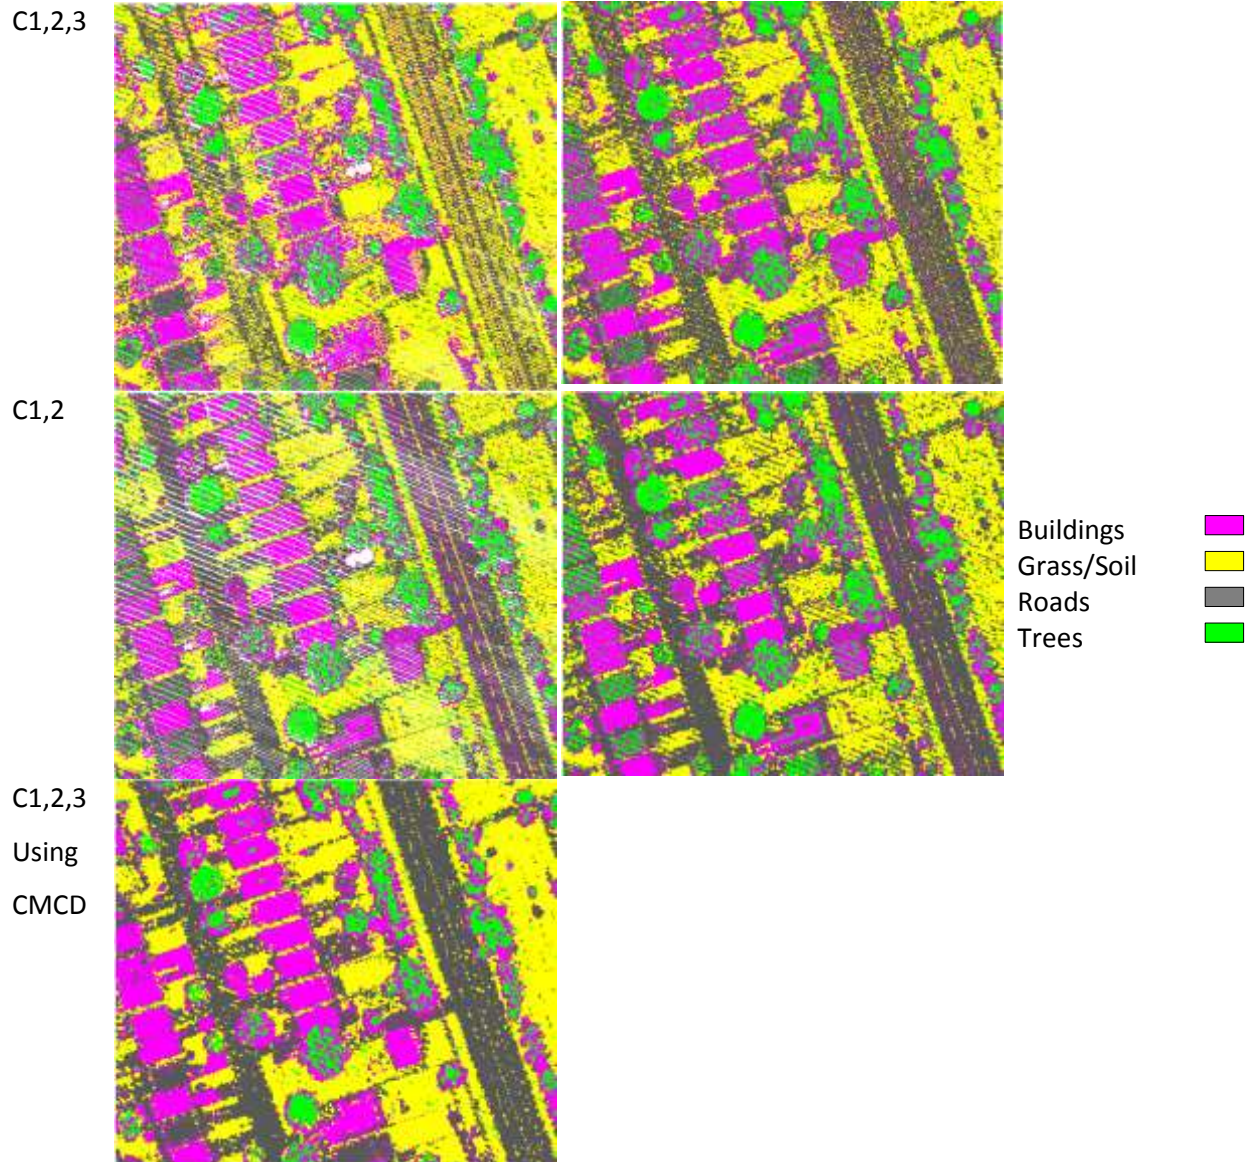 C1,2,3
C1,2
Buildings
Grass/Soil
Roads
Trees
C1,2,3
Using
CMCD